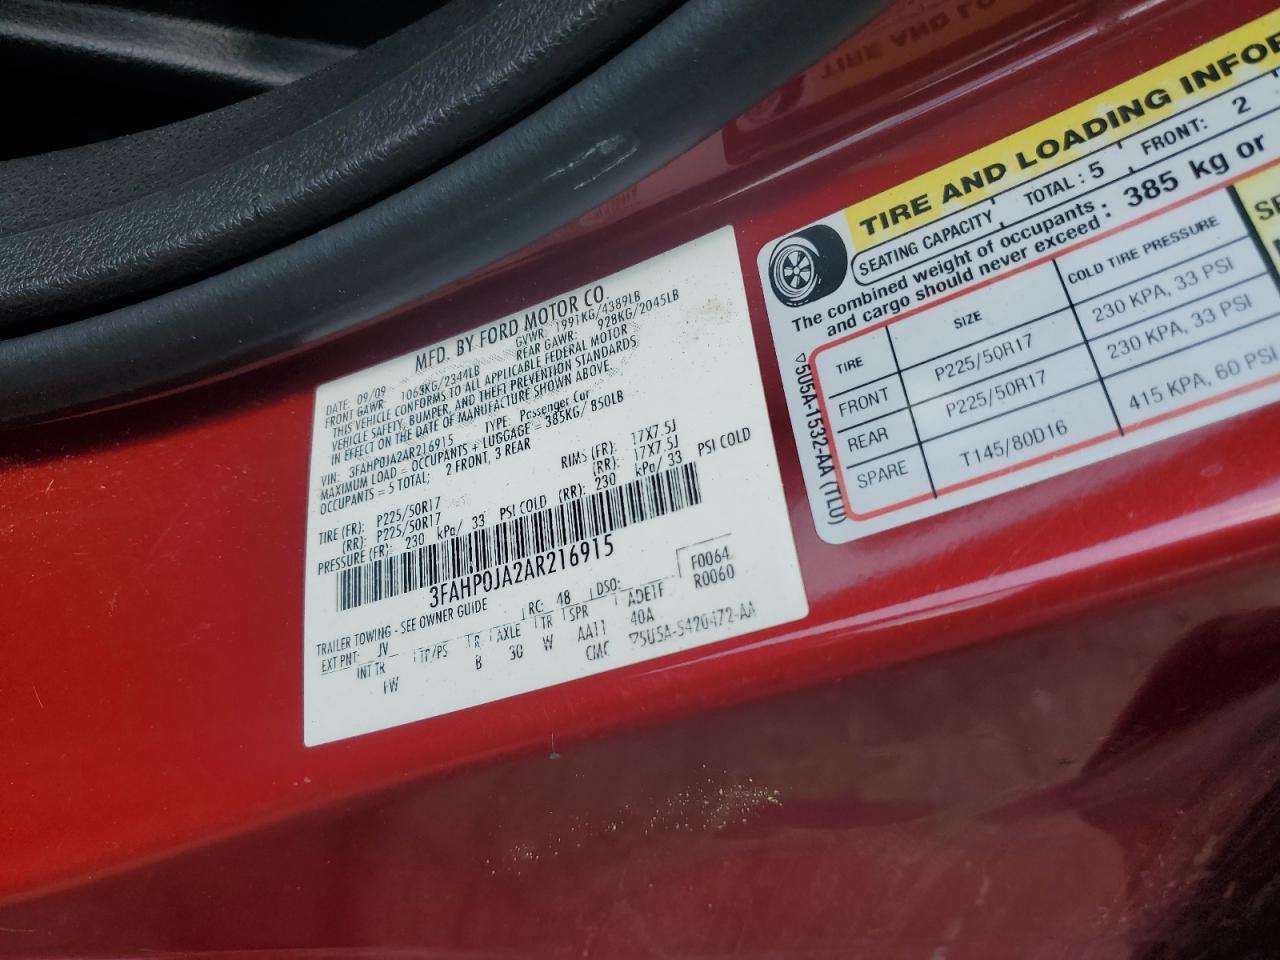 MFD. BY FORD MOTOR CO.
DATE: 09/09 GVWR: 1991KG/4389LB
FRONT GAWR: 1063KG/2344LB REAR GAWR: 928KG/2045LB
THIS VEHICLE CONFORMS TO ALL APPLICABLE FEDERAL MOTOR
VEHICLE SAFETY, BUMPER, AND THEFT PREVENTION STANDARDS
IN EFFECT ON THE DATE OF MANUFACTURE SHOWN ABOVE.
VIN: 3FAHP0JA2AR216915 TYPE: Passenger Car
MAXIMUM LOAD = OCCUPANTS + LUGGAGE = 385KG/ 850LB
OCCUPANTS = 5 TOTAL; 2 FRONT, 3 REAR
TIRE (FR): P225/50R17 RIMS (FR): 17X7.5J
(RR): P225/50R17 (RR): 17X7.5J
PRESSURE (FR): 230 kPa/ 33 PSI COLD (RR): 230 kPa/ 33 PSI COLD
3FAHP0JA2AR216915
TRAILER TOWING - SEE OWNER GUIDE
F0064
R0060
EXT PNT: JV RC: 48 DSO:
INT TR TP/PS R AXLE TR SPR ADETF
FW B 30 W AA11 40A
CMC ▽5U5A-5420472-AA
TIRE AND LOADING
SEATING CAPACITY TOTAL : 5 FRONT: 2
The combined weight of occupants
and cargo should never exceed : 385 kg or
TIRE SIZE COLD TIRE PRESSURE
FRONT P225/50R17 230 KPA, 33 PSI
REAR P225/50R17 230 KPA, 33 PSI
SPARE T145/80D16 415 KPA, 60 PSI
▽5U5A-1532-AA (TLU)